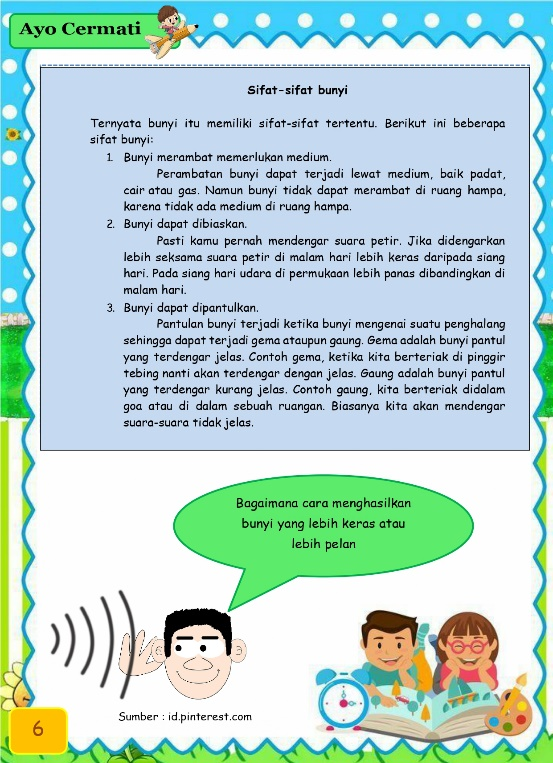 Ayo Cermati
Sifat-sifat bunyi
Ternyata bunyi itu memiliki sifat-sifat tertentu. Berikut ini beberapa
sifat bunyi:
1. Bunyi merambat memerlukan medium.
Perambatan bunyi dapat terjadi lewat medium, baik padat,
cair atau gas. Namun bunyi tidak dapat merambat di ruang hampa,
karena tidak ada medium di ruang hampa.
2. Bunyi dapat dibiaskan.
Pasti kamu pernah mendengar suara petir. Jika didengarkan
lebih seksama suara petir di malam hari lebih keras daripada siang
hari. Pada siang hari udara di permukaan lebih panas dibandingkan di
malam hari.
3. Bunyi dapat dipantulkan.
Pantulan bunyi terjadi ketika bunyi mengenai suatu penghalang
sehingga dapat terjadi gema ataupun gaung. Gema adalah bunyi pantul
yang terdengar jelas. Contoh gema, ketika kita berteriak di pinggir
tebing nanti akan terdengar dengan jelas. Gaung adalah bunyi pantul
yang terdengar kurang jelas. Contoh gaung, kita berteriak didalam
goa atau di dalam sebuah ruangan. Biasanya kita akan mendengar
suara-suara tidak jelas.
Bagaimana cara menghasilkan
bunyi yang lebih keras atau
lebih pelan
Sumber : id.pinterest.com
6